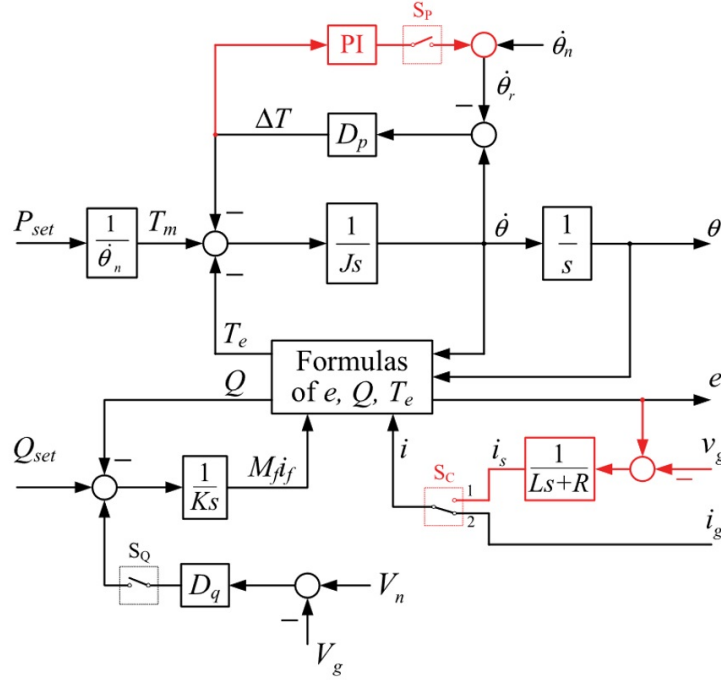 S_P
PI
θ̇_n
θ̇_r
ΔT
D_p
P_set
1
θ̇_n
T_m
1
Js
θ̇
1
s
θ
T_e
Formulas
of e, Q, T_e
Q
e
Q_set
1
Ks
M_f i_f
i
S_C
1
2
i_s
1
Ls+R
v_g
i_g
S_Q
D_q
V_n
V_g